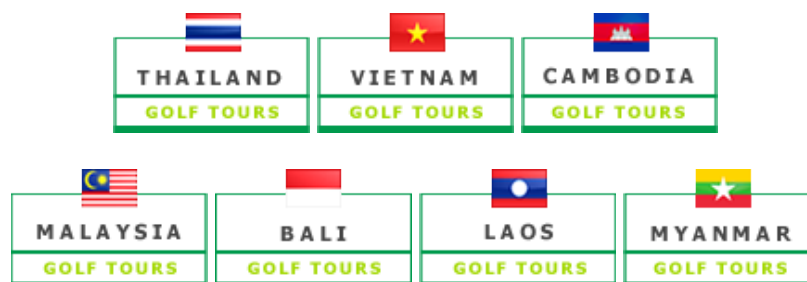 THAILAND
GOLF TOURS
VIETNAM
GOLF TOURS
CAMBODIA
GOLF TOURS
MALAYSIA
GOLF TOURS
BALI
GOLF TOURS
LAOS
GOLF TOURS
MYANMAR
GOLF TOURS